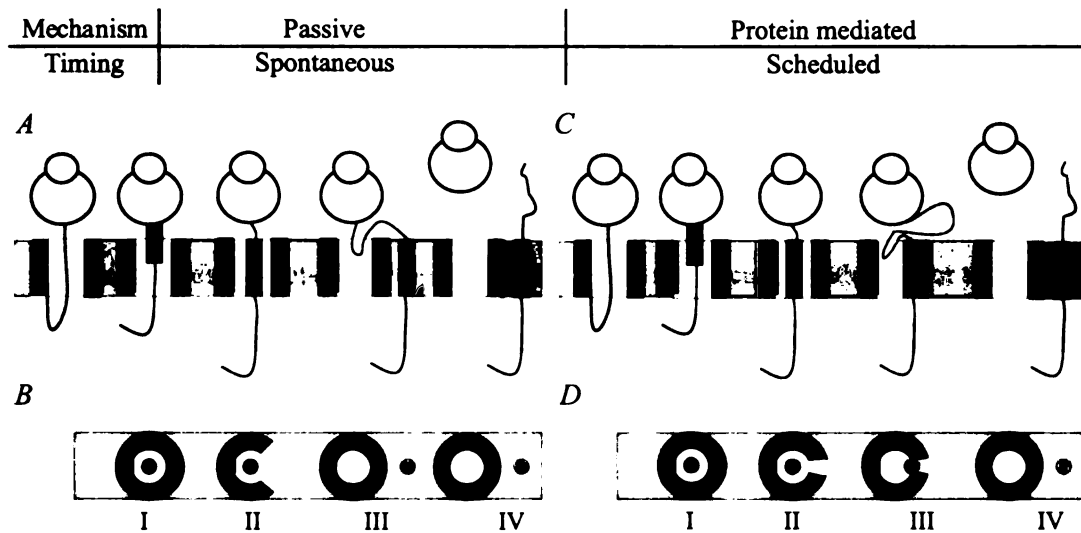 Mechanism Passive Protein mediated
Timing Spontaneous Scheduled
A C
B D
I II III IV I II III IV